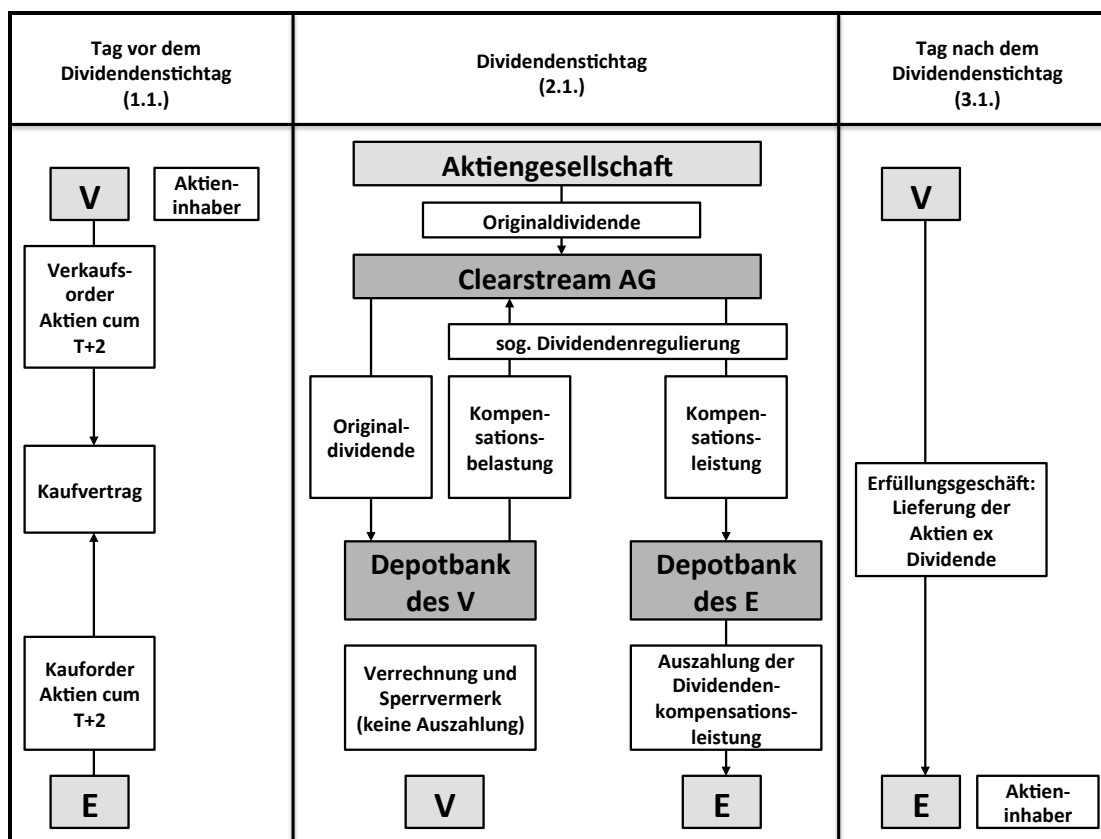 Tag vor dem
Dividendenstichtag
(1.1.)
Dividendenstichtag
(2.1.)
Tag nach dem
Dividendenstichtag
(3.1.)
V
Aktien-
inhaber
Verkaufs-
order
Aktien cum
T+2
Kaufvertrag
Kauforder
Aktien cum
T+2
E
Aktiengesellschaft
Originaldividende
Clearstream AG
sog. Dividendenregulierung
Original-
dividende
Kompen-
sations-
belastung
Kompen-
sations-
leistung
Depotbank
des V
Depotbank
des E
Verrechnung und
Sperrvermerk
(keine Auszahlung)
Auszahlung der
Dividenden-
kompensations-
leistung
V
E
V
Erfüllungsgeschäft:
Lieferung der
Aktien ex
Dividende
E
Aktien-
inhaber